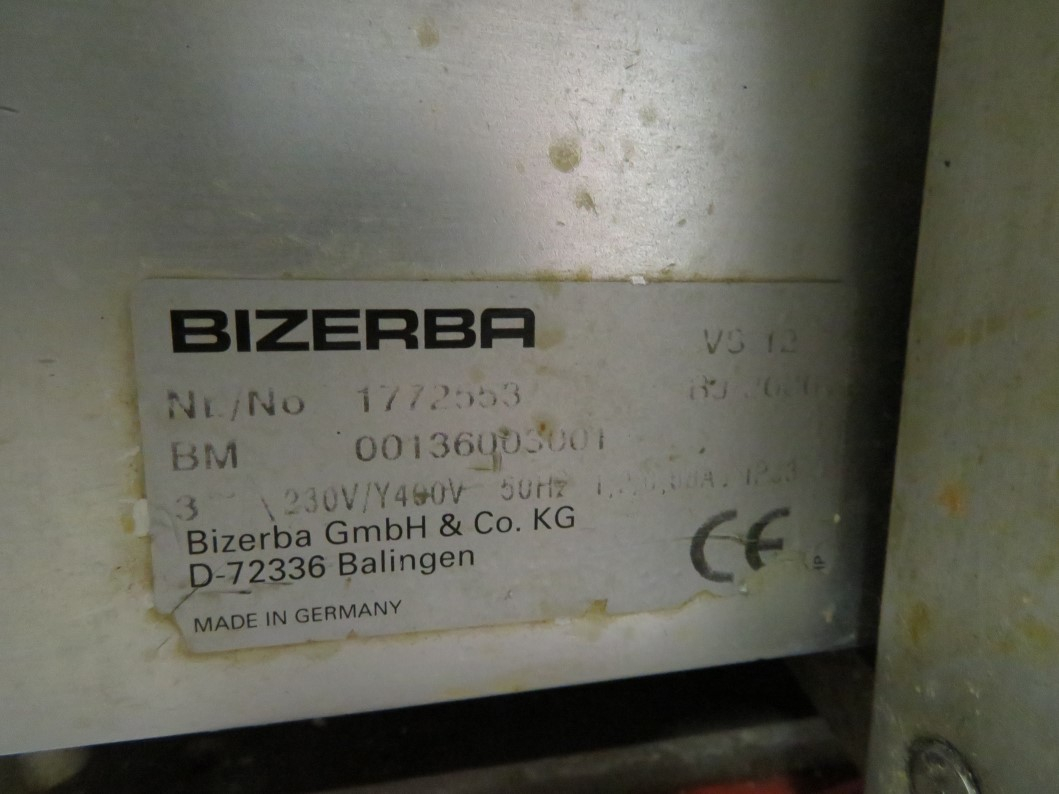 BIZERBA
VS 12
No 1772553
BM 00136003001
3 230V/Y400V 50Hz
Bizerba GmbH & Co. KG
D-72336 Balingen
CE
MADE IN GERMANY